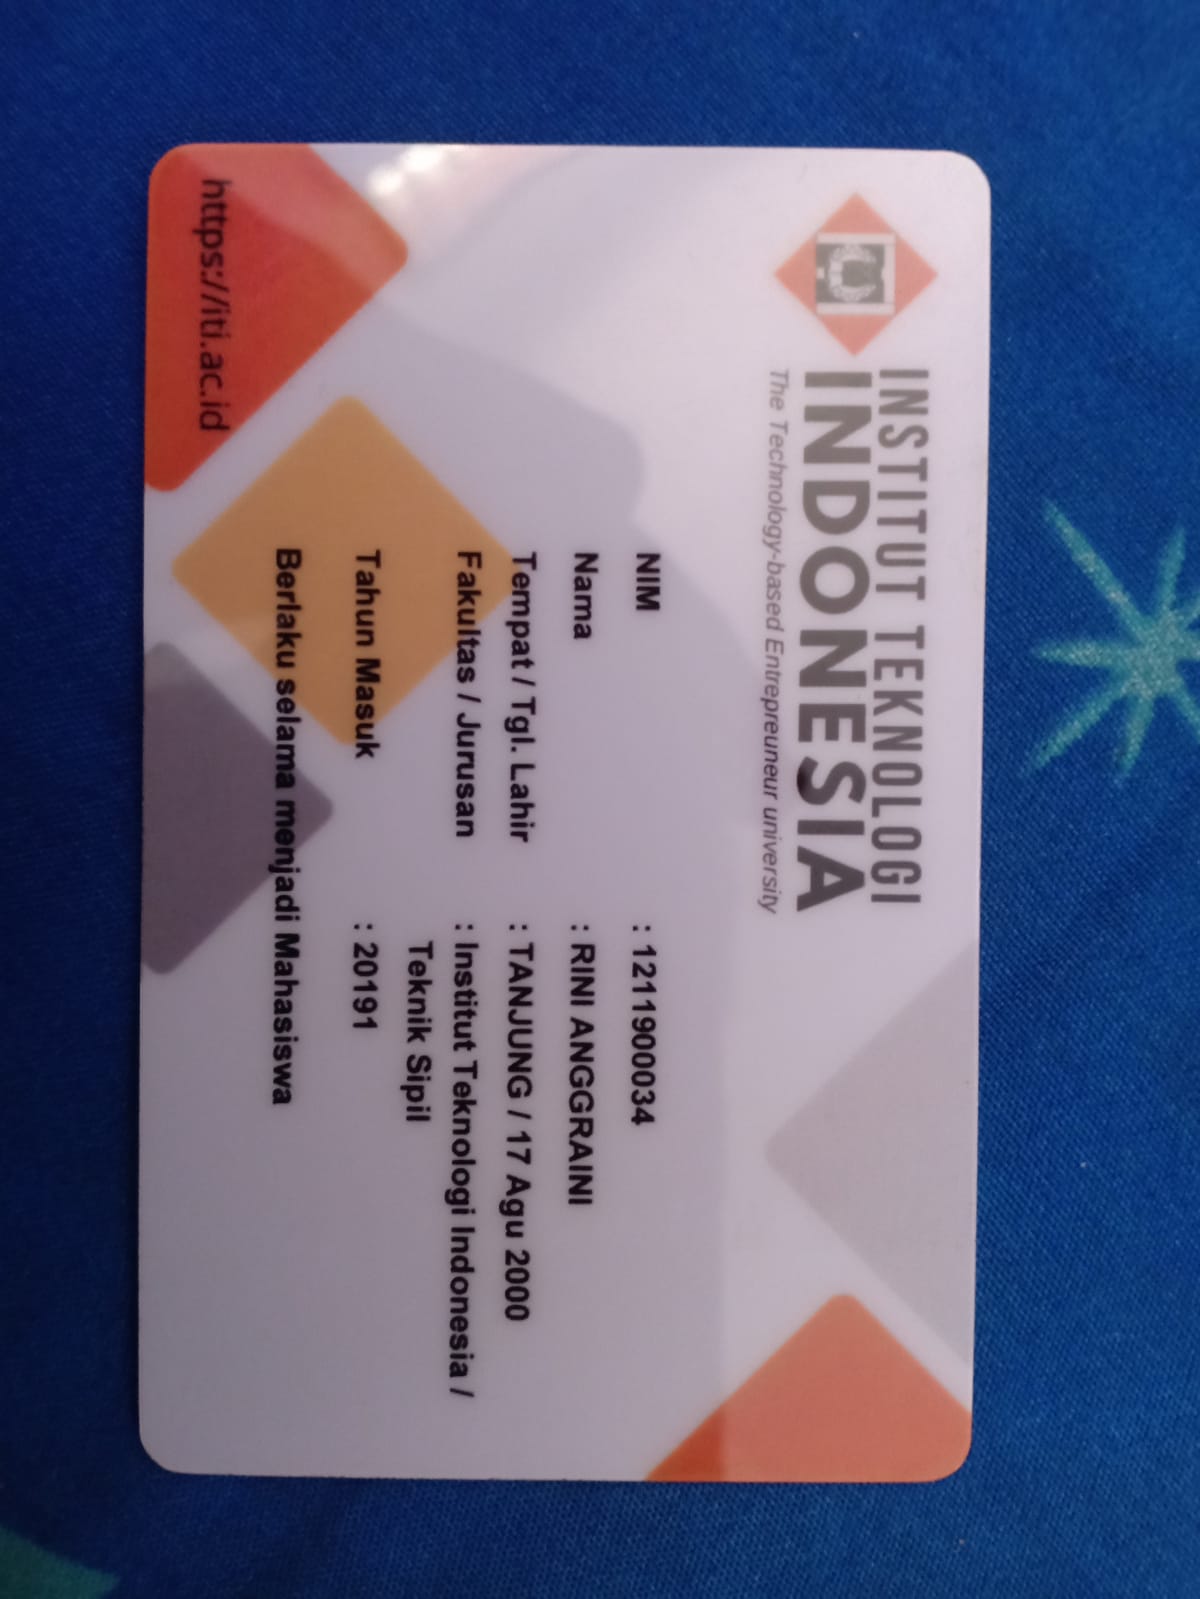 INSTITUT TEKNOLOGI
INDONESIA
The Technology-based Entrepreuneur university
NIM : 1211900034
Nama : RINI ANGGRAINI
Tempat / Tgl. Lahir : TANJUNG / 17 Agu 2000
Fakultas / Jurusan : Institut Teknologi Indonesia /
Teknik Sipil
Tahun Masuk : 20191
Berlaku selama menjadi Mahasiswa
https://iti.ac.id